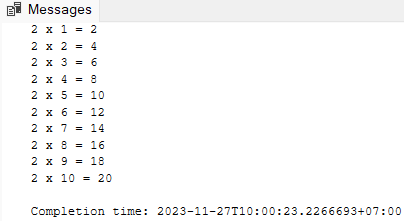 Messages
2 x 1 = 2
2 x 2 = 4
2 x 3 = 6
2 x 4 = 8
2 x 5 = 10
2 x 6 = 12
2 x 7 = 14
2 x 8 = 16
2 x 9 = 18
2 x 10 = 20
Completion time: 2023-11-27T10:00:23.2266693+07:00